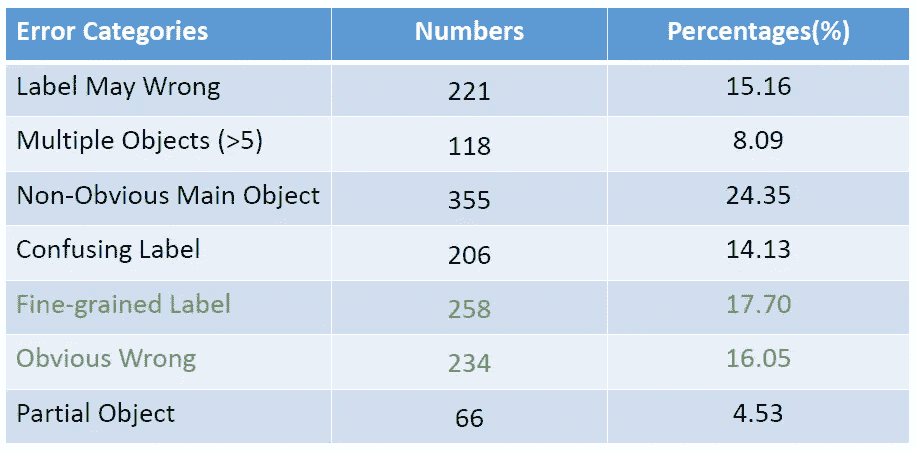 Error Categories Numbers Percentages(%)
Label May Wrong 221 15.16
Multiple Objects (>5) 118 8.09
Non-Obvious Main Object 355 24.35
Confusing Label 206 14.13
Fine-grained Label 258 17.70
Obvious Wrong 234 16.05
Partial Object 66 4.53